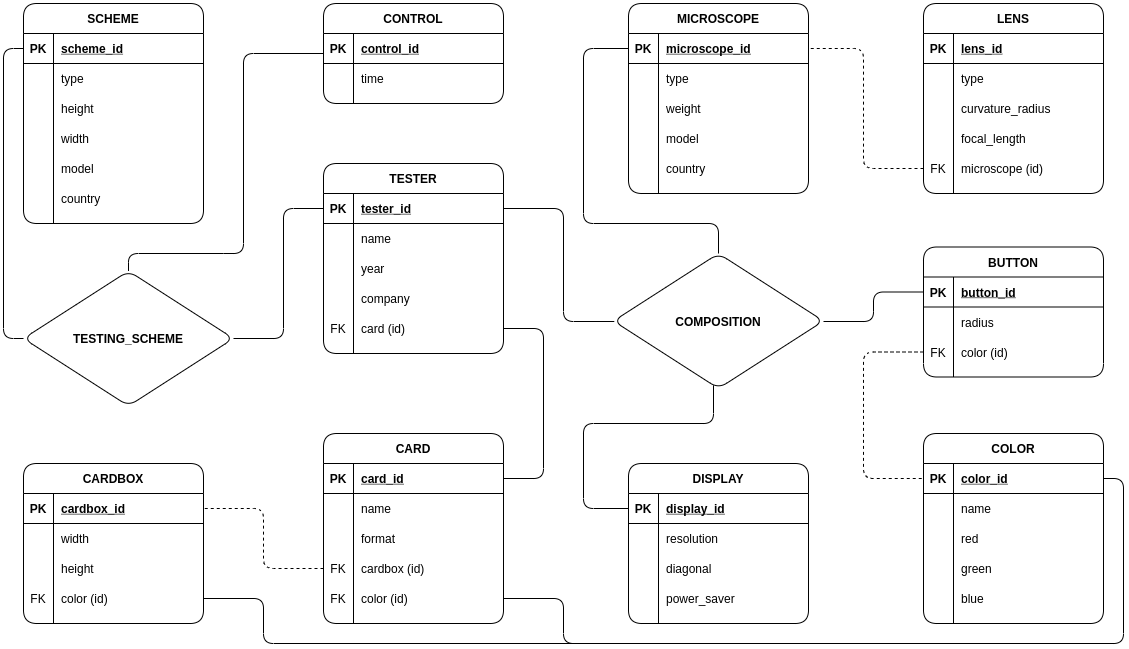 SCHEME
PK scheme_id
type
height
width
model
country
CONTROL
PK control_id
time
MICROSCOPE
PK microscope_id
type
weight
model
country
LENS
PK lens_id
type
curvature_radius
focal_length
FK microscope (id)
TESTER
PK tester_id
name
year
company
FK card (id)
TESTING_SCHEME
COMPOSITION
BUTTON
PK button_id
radius
FK color (id)
CARDBOX
PK cardbox_id
width
height
FK color (id)
CARD
PK card_id
name
format
FK cardbox (id)
FK color (id)
DISPLAY
PK display_id
resolution
diagonal
power_saver
COLOR
PK color_id
name
red
green
blue